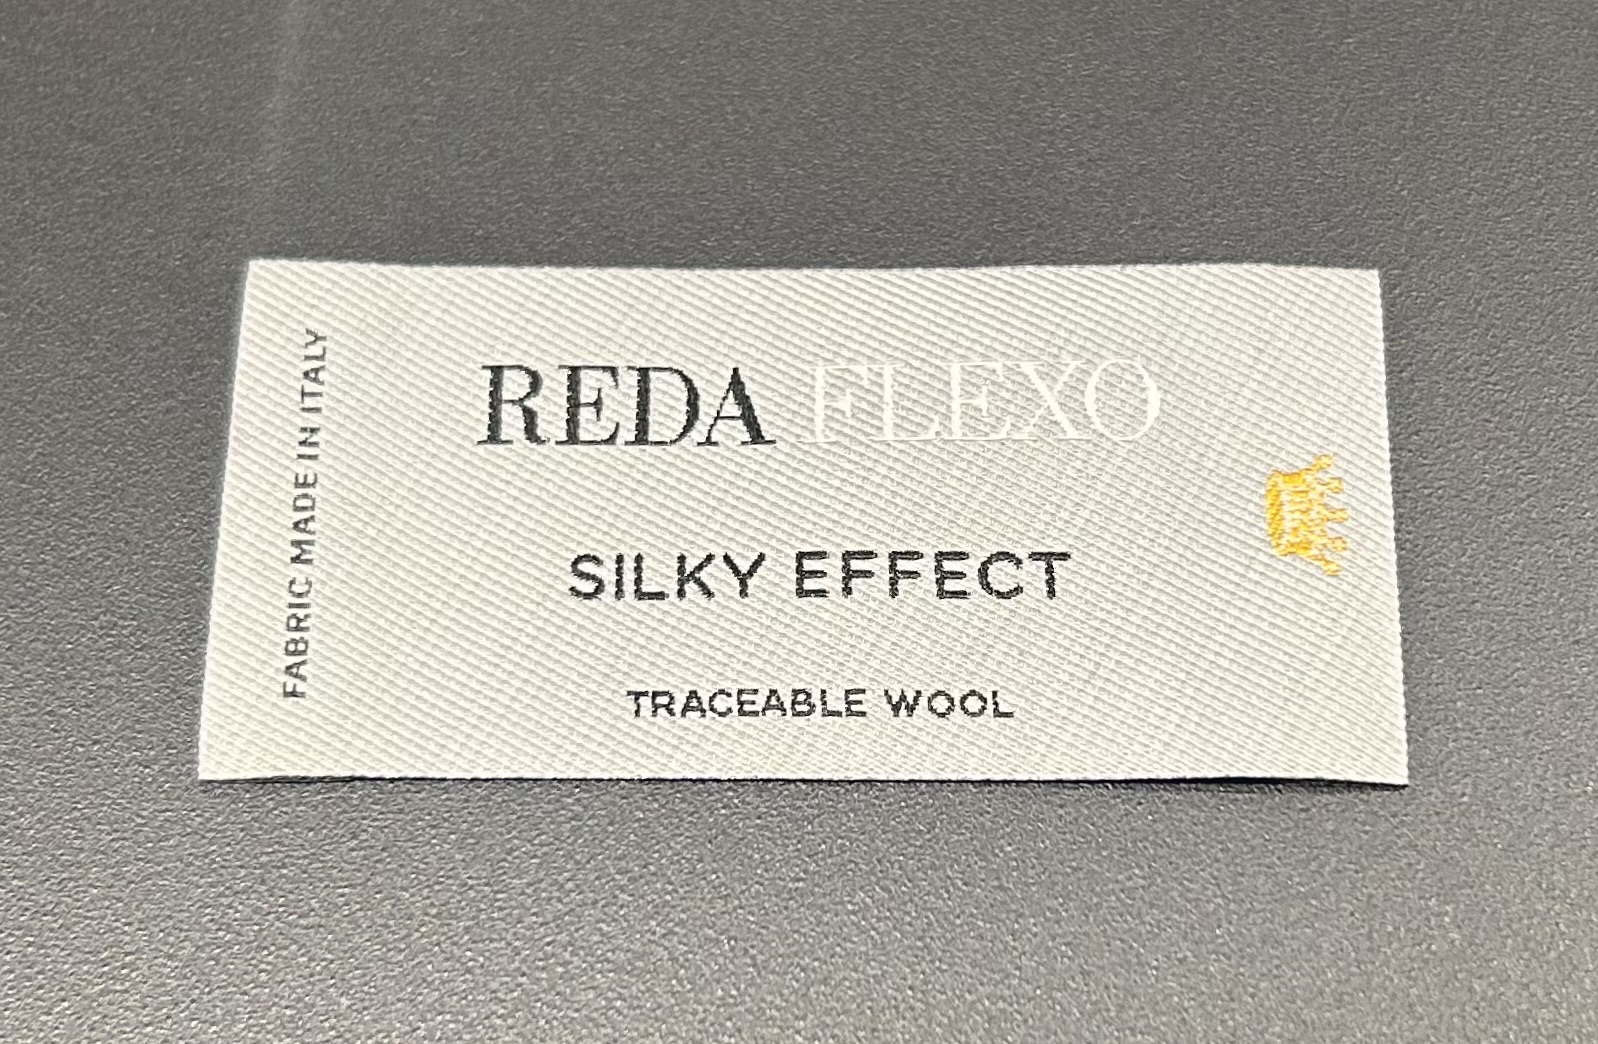 FABRIC MADE IN ITALY
REDA FLEXO
SILKY EFFECT
TRACEABLE WOOL